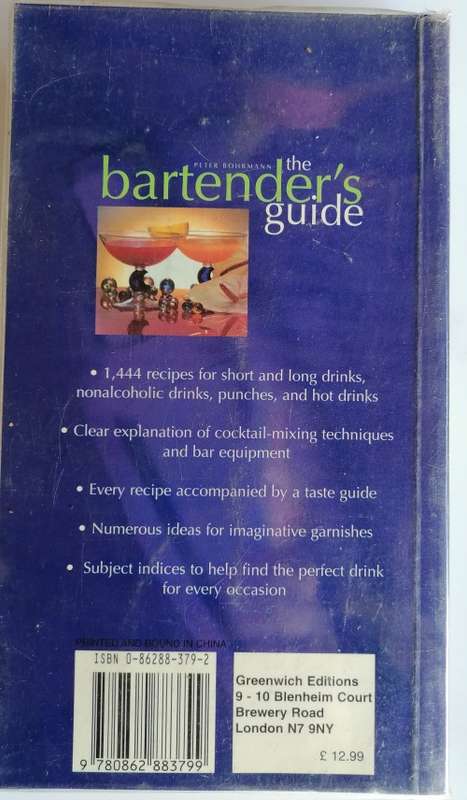 PETER BOHRMANN
the
bartender's
guide
• 1,444 recipes for short and long drinks,
nonalcoholic drinks, punches, and hot drinks
• Clear explanation of cocktail-mixing techniques
and bar equipment
• Every recipe accompanied by a taste guide
• Numerous ideas for imaginative garnishes
• Subject indices to help find the perfect drink
for every occasion
PRINTED AND BOUND IN CHINA
ISBN 0-86288-379-2
9 780862 883799
Greenwich Editions
9 - 10 Blenheim Court
Brewery Road
London N7 9NY
£ 12.99